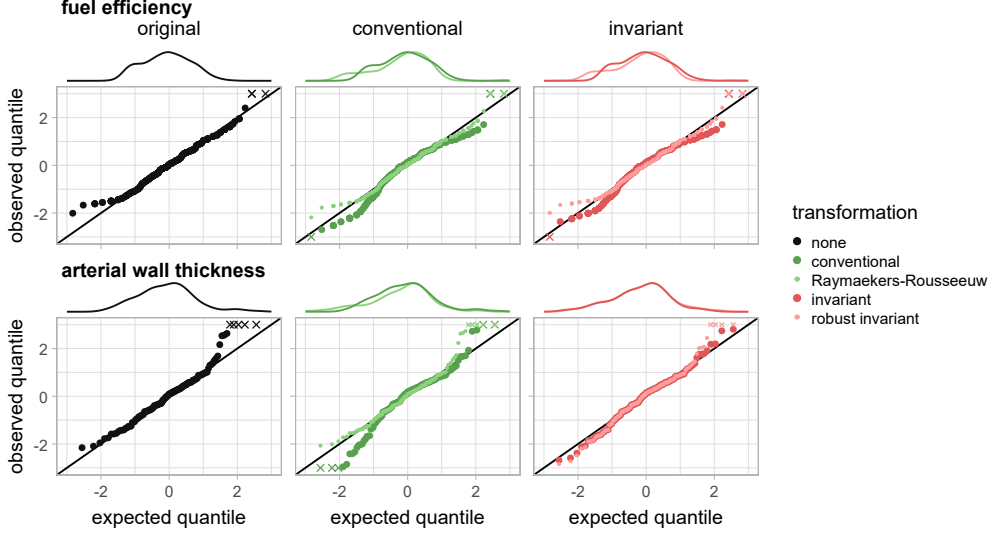 fuel efficiency
original
conventional
invariant
observed quantile
2
0
-2
arterial wall thickness
observed quantile
2
0
-2
-2 0 2
-2 0 2
-2 0 2
expected quantile
expected quantile
expected quantile
transformation
none
conventional
Raymaekers-Rousseeuw
invariant
robust invariant